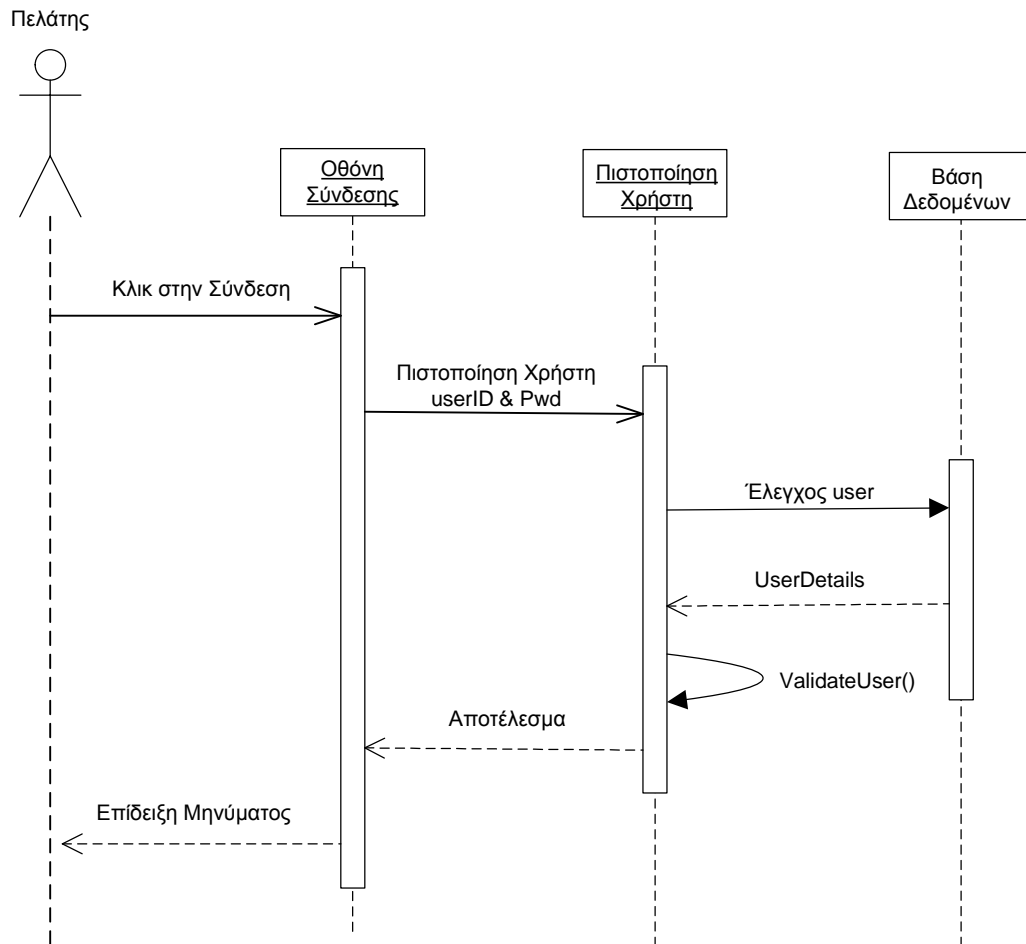 Πελάτης
Οθόνη
Σύνδεσης
Πιστοποίηση
Χρήστη
Βάση
Δεδομένων
Κλικ στην Σύνδεση
Πιστοποίηση Χρήστη
userID & Pwd
Έλεγχος user
UserDetails
ValidateUser()
Αποτέλεσμα
Επίδειξη Μηνύματος